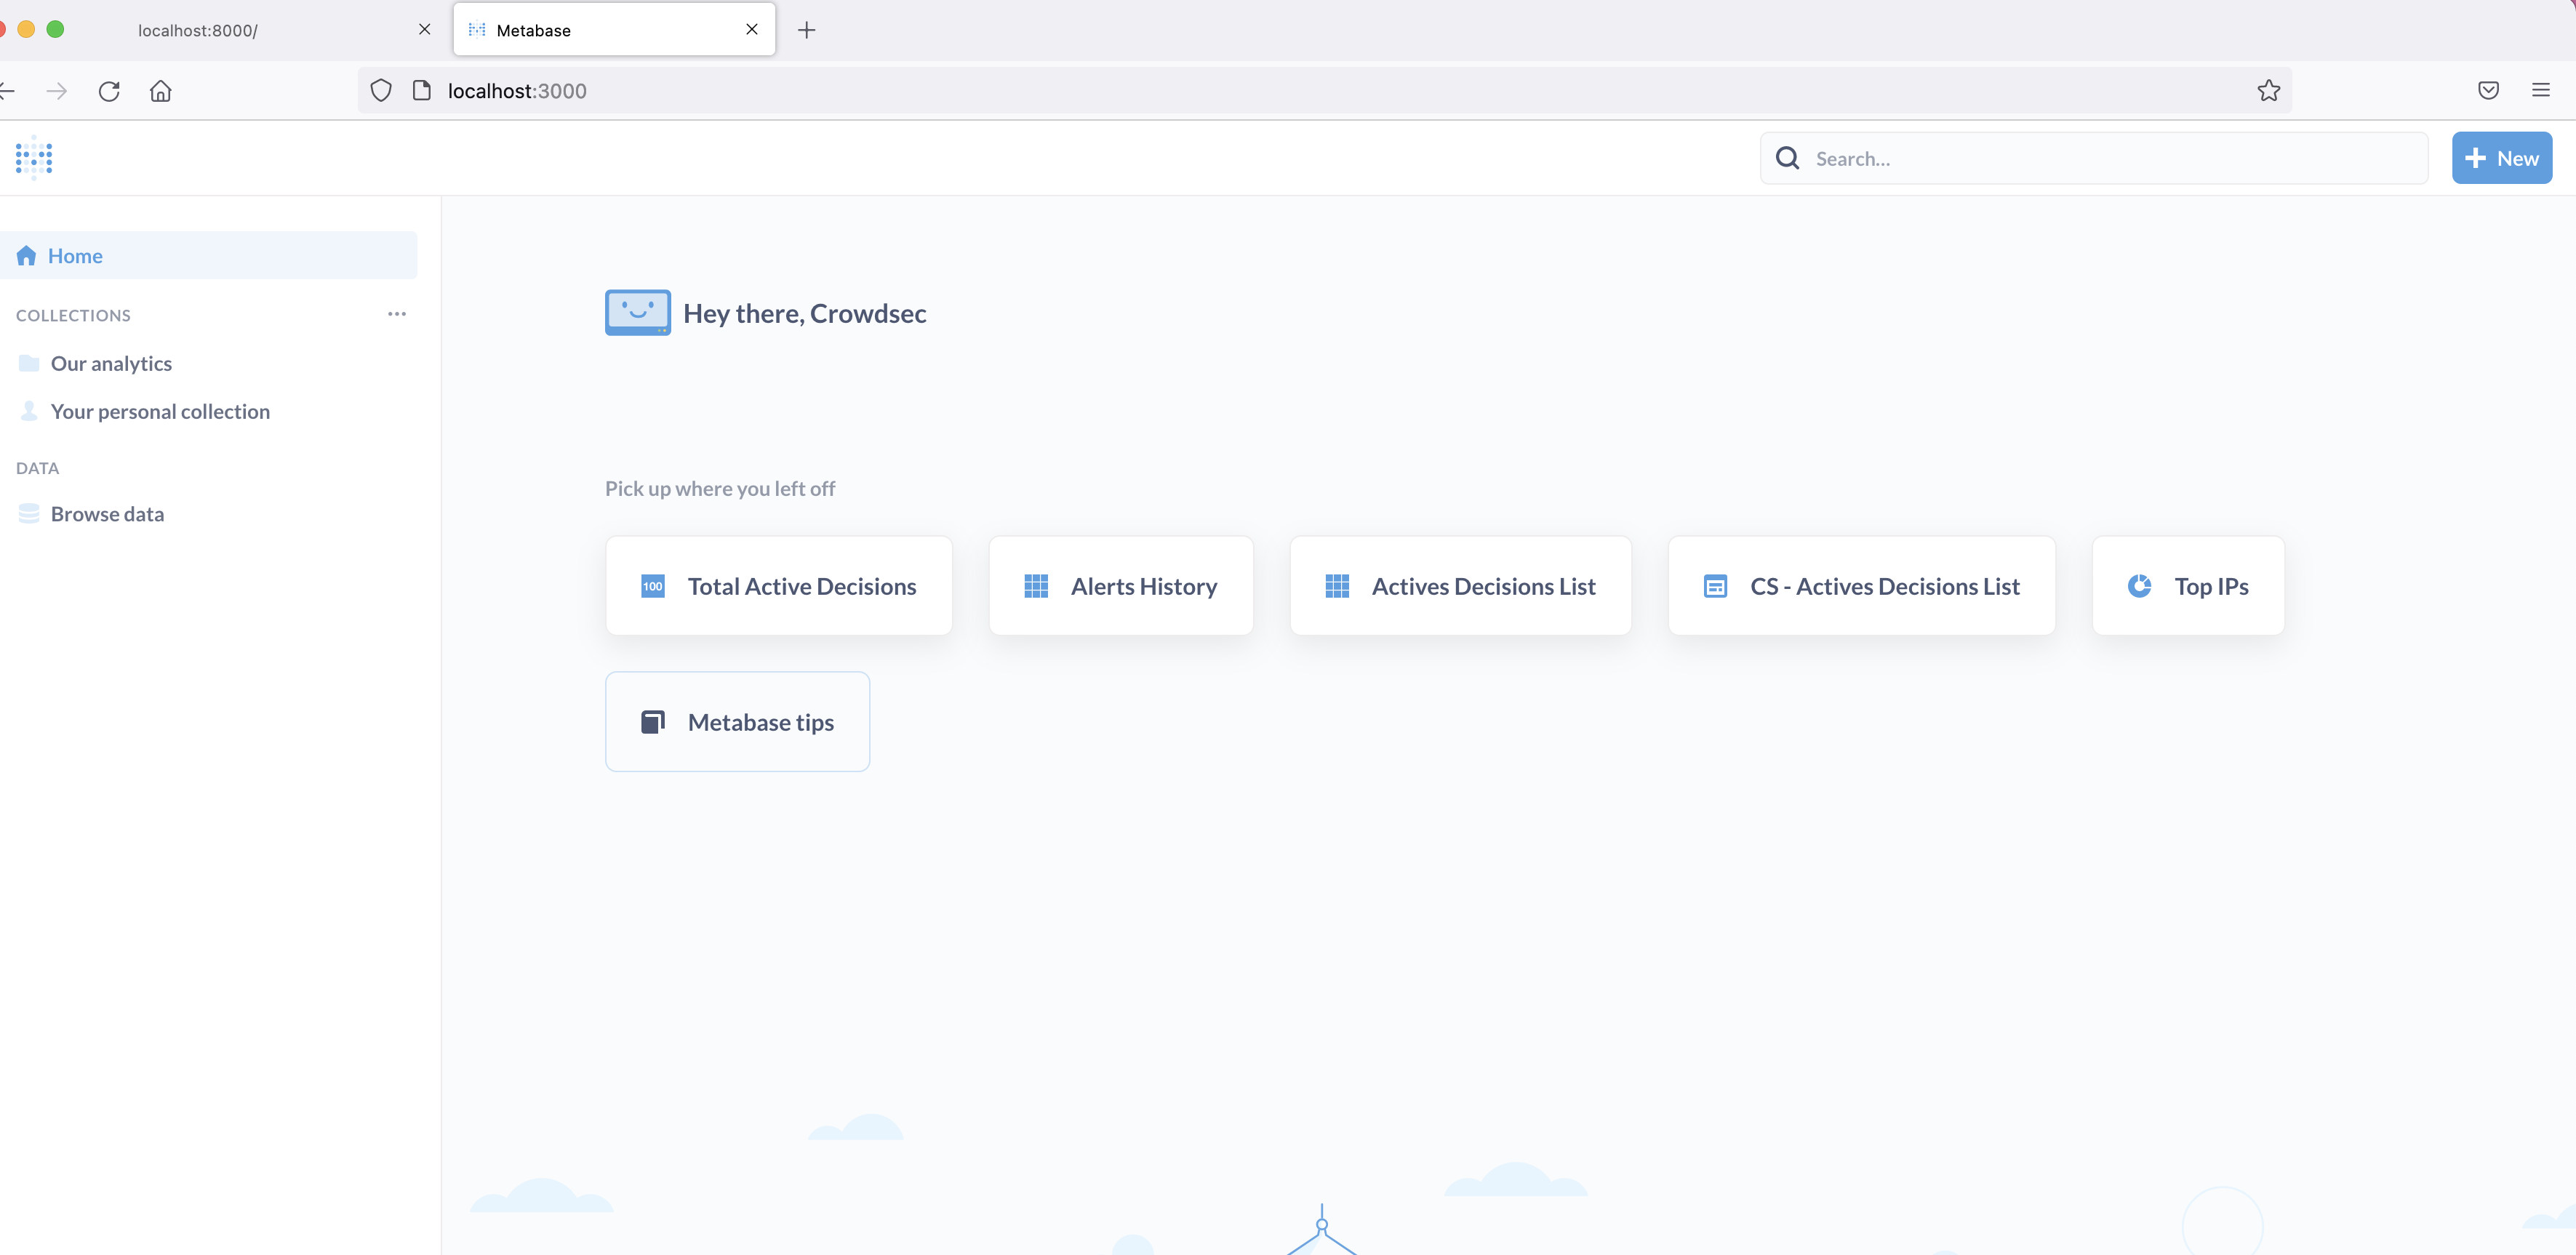 localhost:8000/
Metabase
localhost:3000
Search...
New
Home
COLLECTIONS
Our analytics
Your personal collection
DATA
Browse data
Hey there, Crowdsec
Pick up where you left off
100 Total Active Decisions
Alerts History
Actives Decisions List
CS - Actives Decisions List
Top IPs
Metabase tips